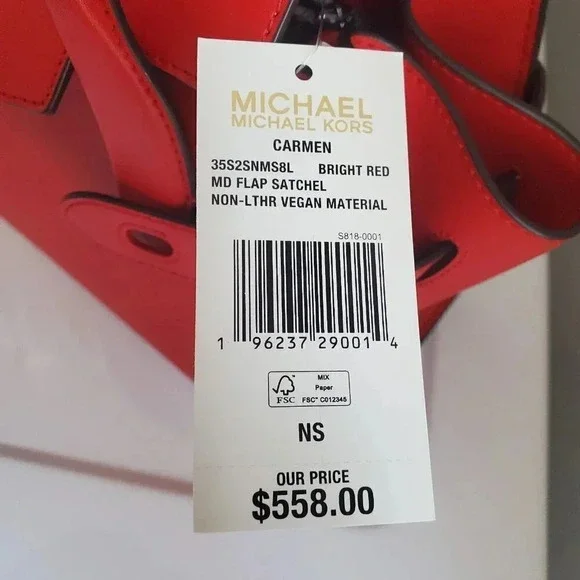 MICHAEL
MICHAEL KORS
CARMEN
35S2SNMS8L BRIGHT RED
MD FLAP SATCHEL
NON-LTHR VEGAN MATERIAL
S818-0001
1 96237 29001 4
FSC
MIX
Paper
FSC™ C012345
NS
OUR PRICE
$558.00